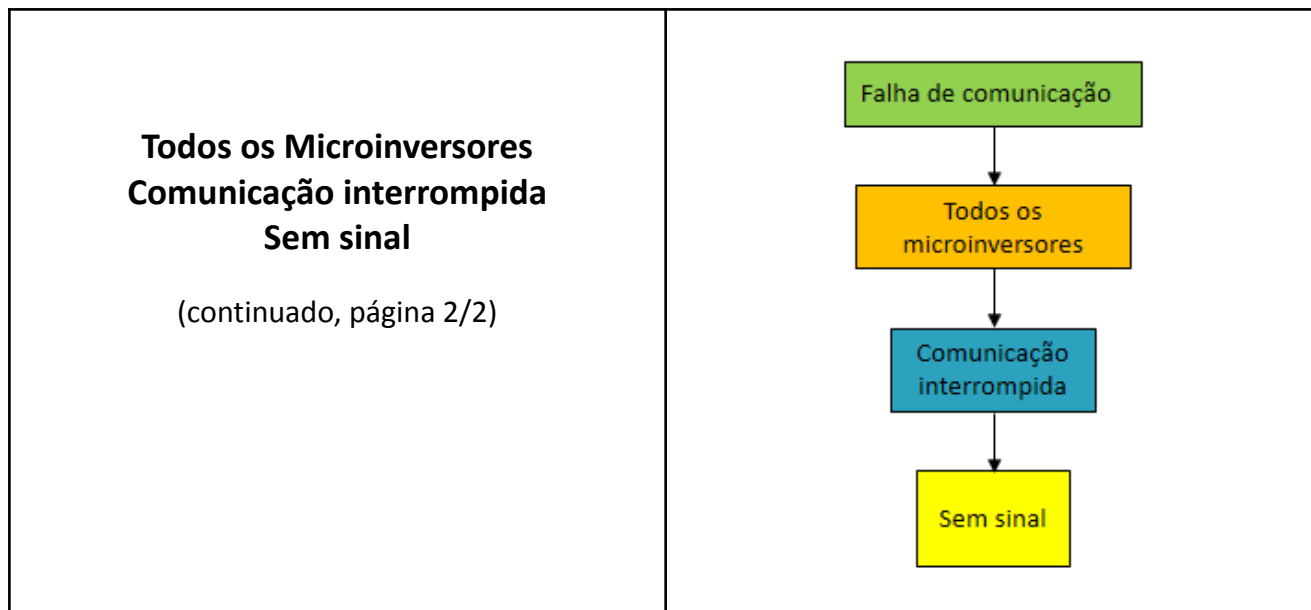 Todos os Microinversores
Comunicação interrompida
Sem sinal
(continuado, página 2/2)
Falha de comunicação
Todos os
microinversores
Comunicação
interrompida
Sem sinal